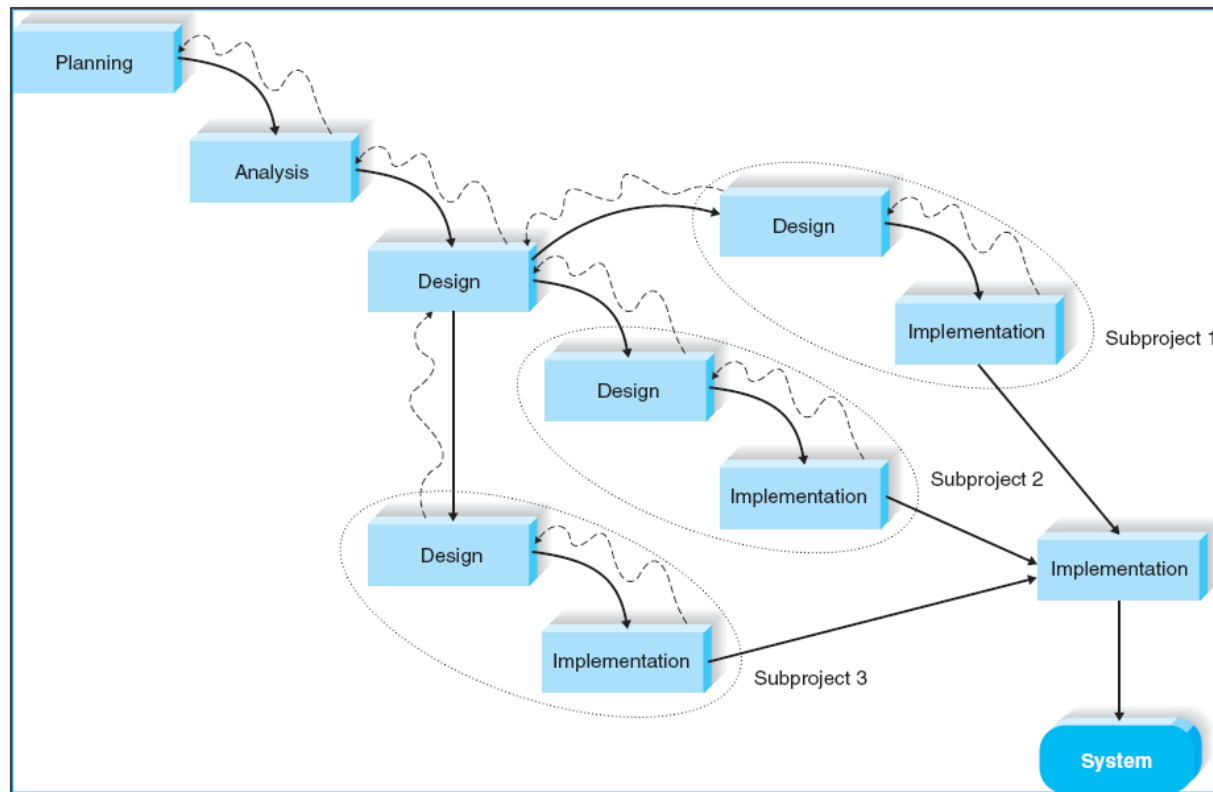 Planning
Analysis
Design
Design
Implementation
Subproject 1
Design
Implementation
Subproject 2
Design
Implementation
Subproject 3
Implementation
System